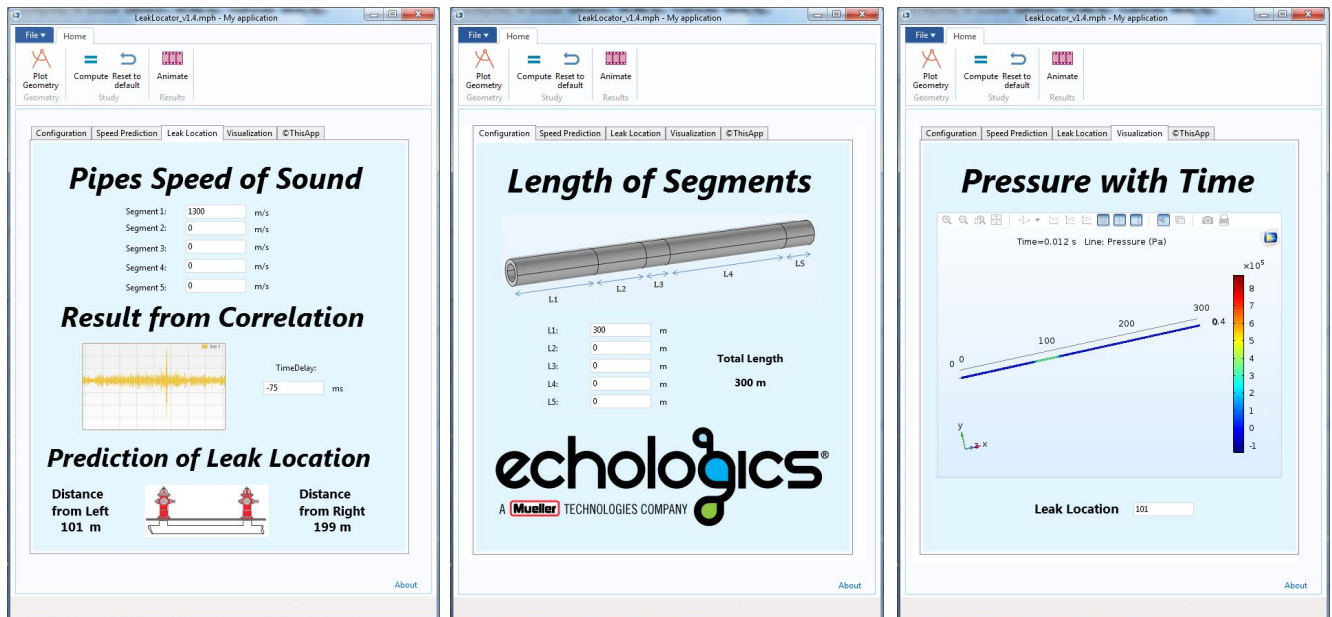 LeakLocator_v1.4.mph - My application
File Home
Plot Geometry Compute Reset to default Animate
Geometry Study Results
Configuration Speed Prediction Leak Location Visualization ©ThisApp
Pipes Speed of Sound
Segment 1: 1300 m/s
Segment 2: 0 m/s
Segment 3: 0 m/s
Segment 4: 0 m/s
Segment 5: 0 m/s
Result from Correlation
TimeDelay:
-75 ms
Prediction of Leak Location
Distance
from Left
101 m
Distance
from Right
199 m
About
LeakLocator_v1.4.mph - My application
File Home
Plot Geometry Compute Reset to default Animate
Geometry Study Results
Configuration Speed Prediction Leak Location Visualization ©ThisApp
Length of Segments
L1 L2 L3 L4 L5
L1: 300 m
L2: 0 m
L3: 0 m
L4: 0 m
L5: 0 m
Total Length
300 m
echologics®
A Mueller TECHNOLOGIES COMPANY
About
LeakLocator_v1.4.mph - My application
File Home
Plot Geometry Compute Reset to default Animate
Geometry Study Results
Configuration Speed Prediction Leak Location Visualization ©ThisApp
Pressure with Time
Time=0.012 s Line: Pressure (Pa)
×10⁵
8
7
6
5
4
3
2
1
0
-1
0 0 100 200 300 0.4
y
z x
Leak Location 101
About